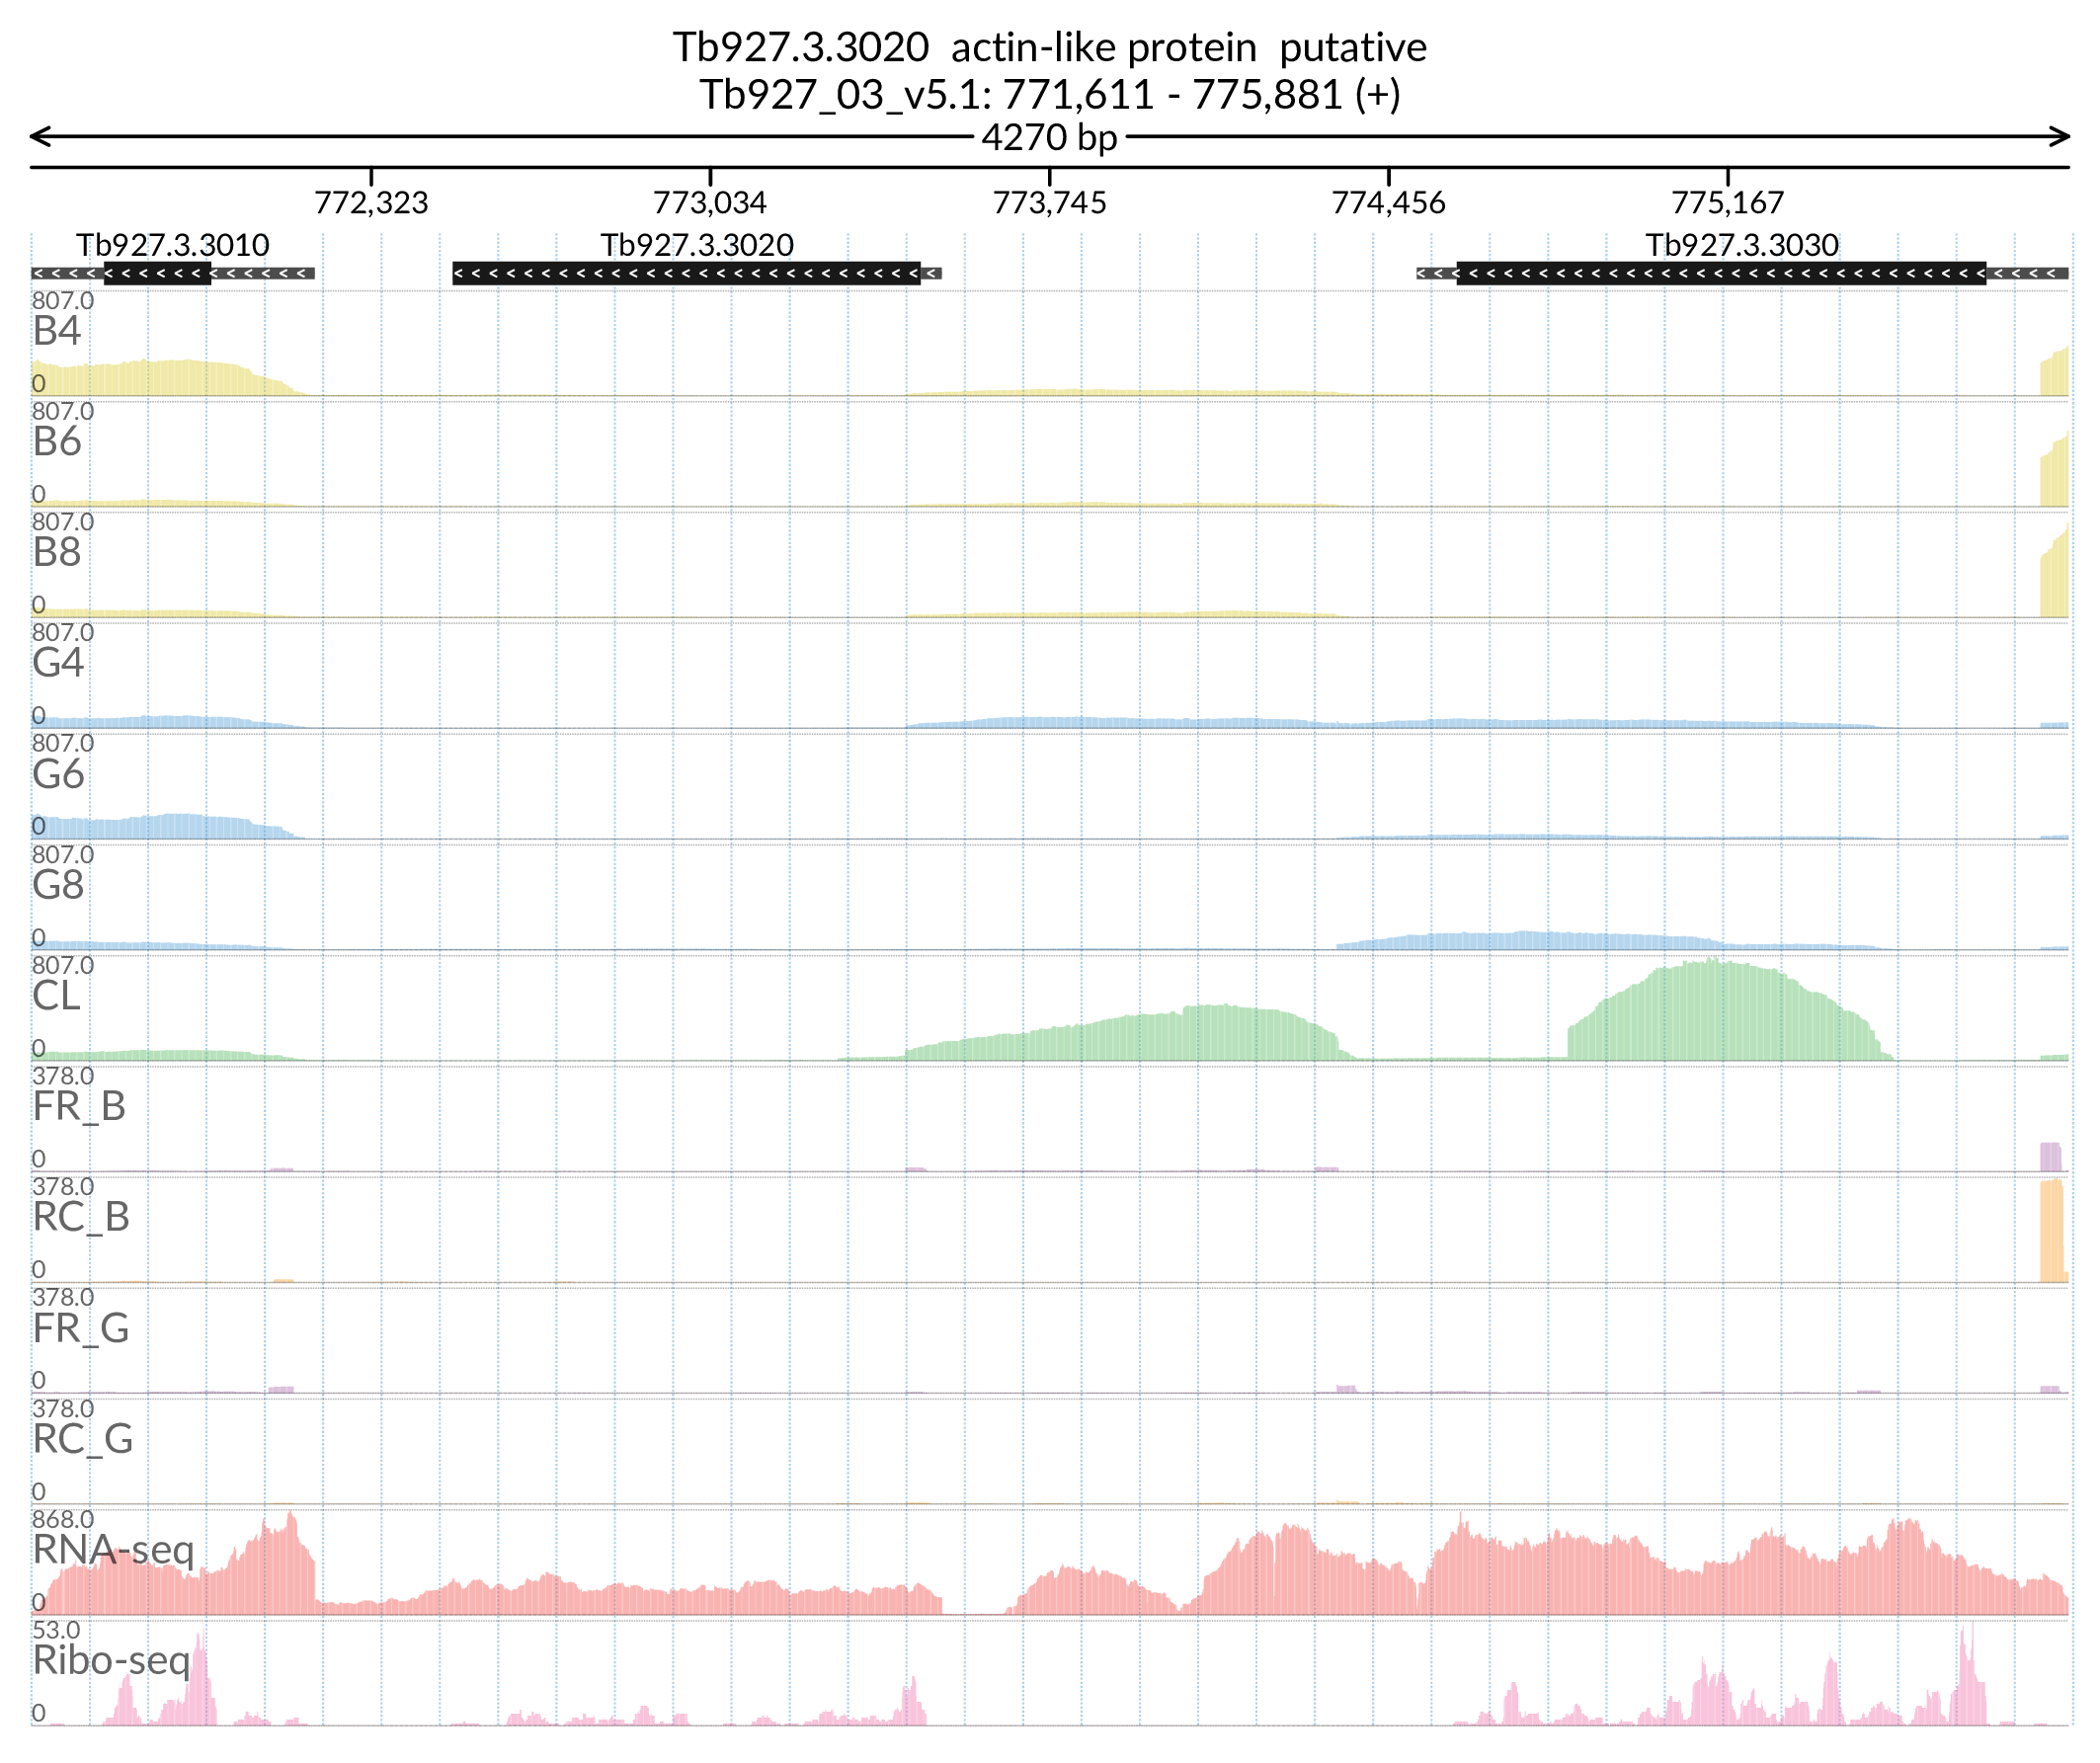 Tb927.3.3020 actin-like protein putative
Tb927_03_v5.1: 771,611 - 775,881 (+)
4270 bp
772,323 773,034 773,745 774,456 775,167
Tb927.3.3010 Tb927.3.3020 Tb927.3.3030
807.0
B4
0
807.0
B6
0
807.0
B8
0
807.0
G4
0
807.0
G6
0
807.0
G8
0
807.0
CL
0
378.0
FR_B
0
378.0
RC_B
0
378.0
FR_G
0
378.0
RC_G
0
868.0
RNA-seq
0
53.0
Ribo-seq
0